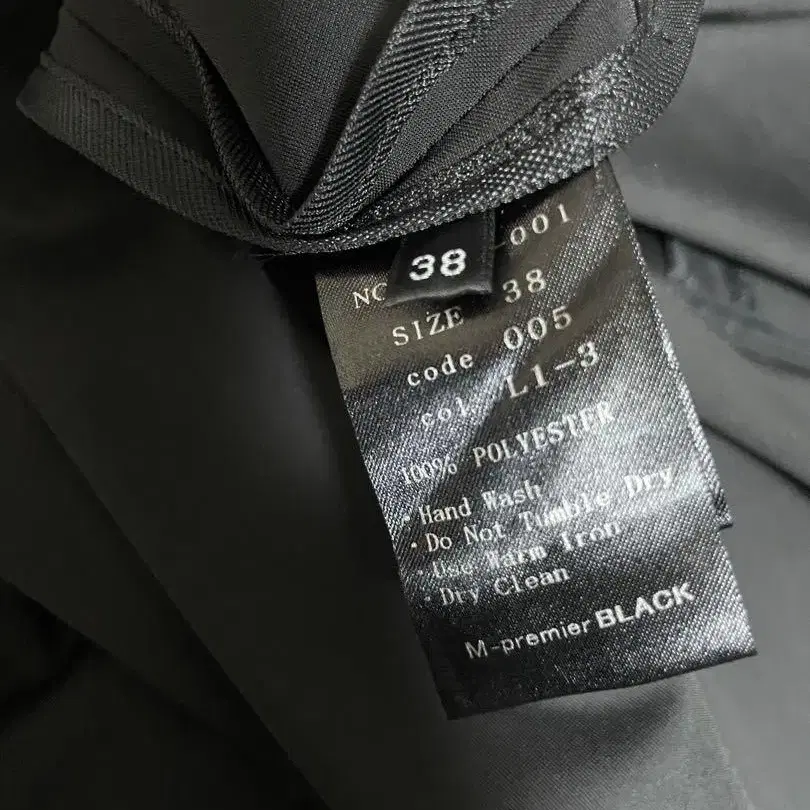 38
NO -001
SIZE 38
code 005
col. L1-3
100% POLYESTER
・Hand Wash
・Do Not Tumble Dry
・Use Warm Iron
・Dry Clean
M-premier BLACK